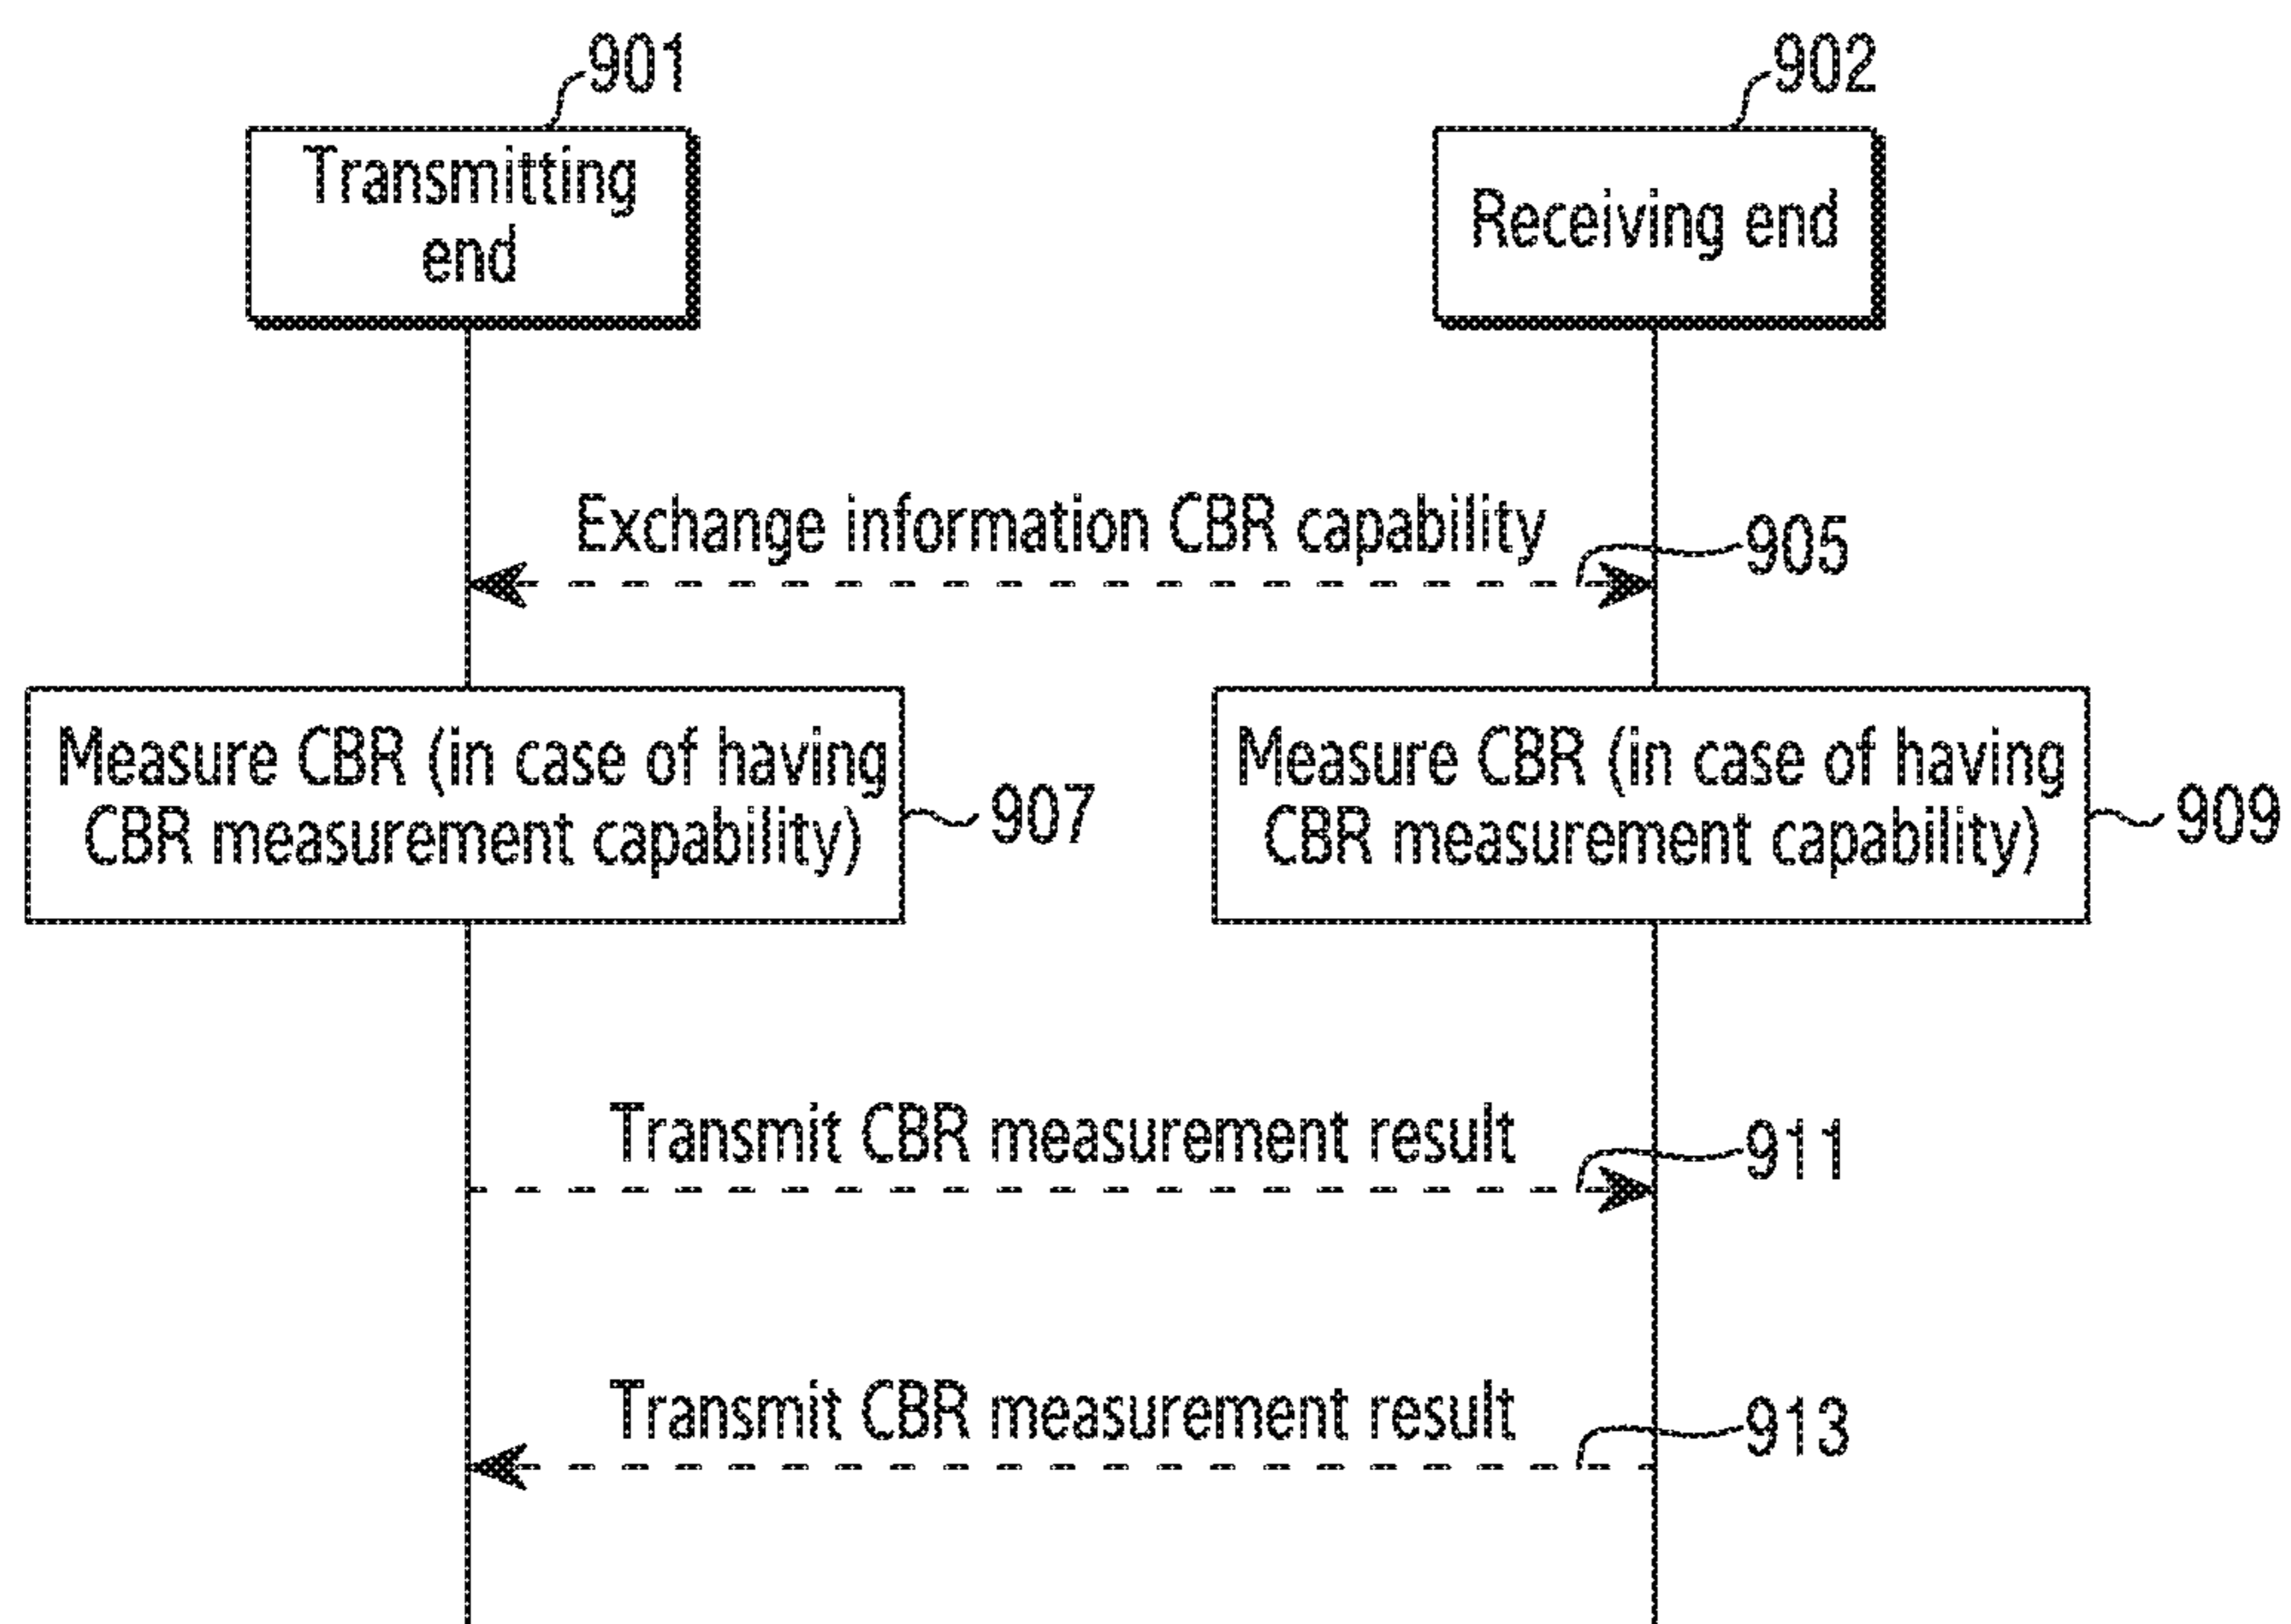 901
902
Transmitting
end
Receiving end
Exchange information CBR capability
905
Measure CBR (in case of having
CBR measurement capability)
907
Measure CBR (in case of having
CBR measurement capability)
909
Transmit CBR measurement result
911
Transmit CBR measurement result
913